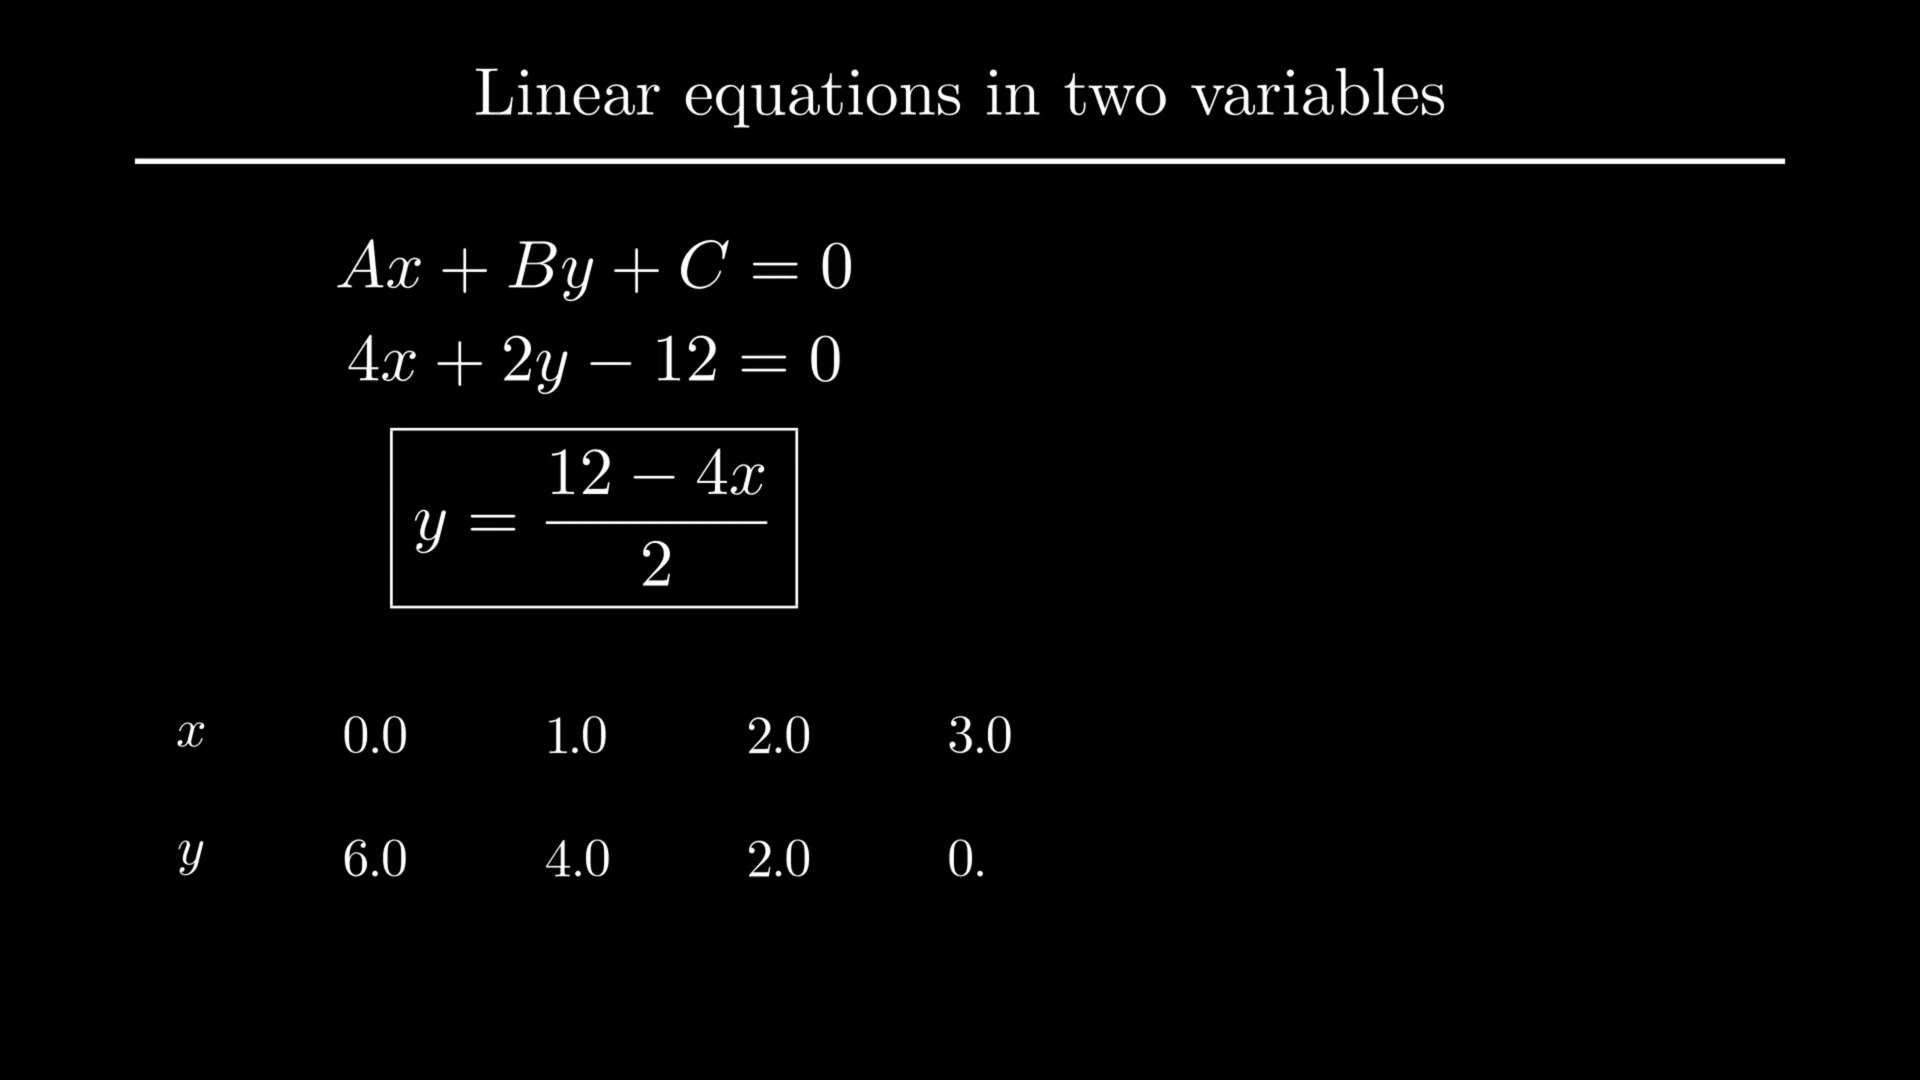 Linear equations in two variables
Ax + By + C = 0
4x + 2y − 12 = 0
y = \frac{12 − 4x}{2}
x 0.0 1.0 2.0 3.0
y 6.0 4.0 2.0 0.